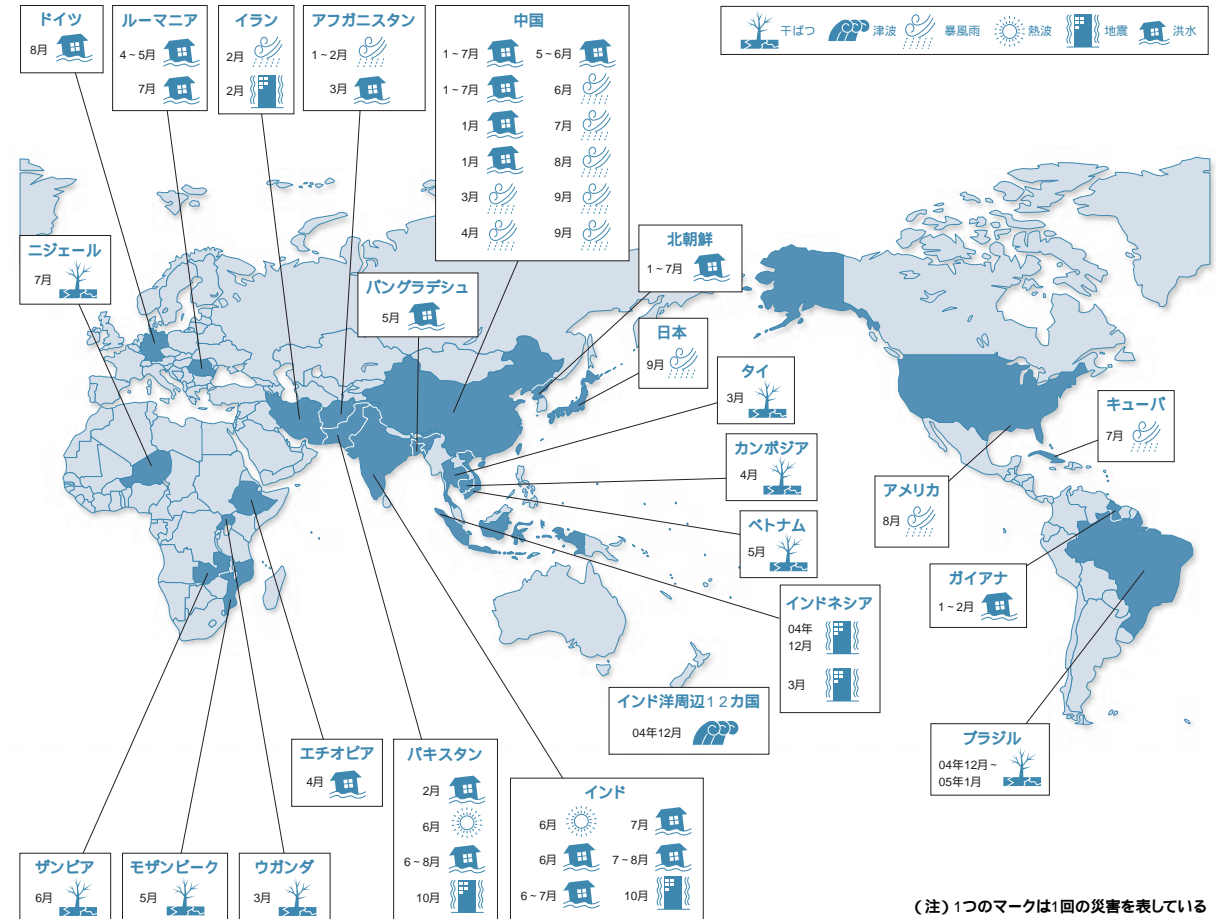 ドイツ
8月
ルーマニア
4～5月
7月
イラン
2月
2月
アフガニスタン
1～2月
3月
中国
1～7月 5～6月
1～7月 6月
1月 7月
1月 8月
3月 9月
4月 9月
干ばつ 津波 暴風雨 熱波 地震 洪水
ニジェール
7月
バングラデシュ
5月
北朝鮮
1～7月
日本
9月
タイ
3月
カンボジア
4月
ベトナム
5月
キューバ
7月
アメリカ
8月
ガイアナ
1～2月
インドネシア
04年
12月
3月
インド洋周辺12カ国
04年12月
ブラジル
04年12月～
05年1月
エチオピア
4月
パキスタン
2月
6月
6～8月
10月
インド
6月 7月
6月 7～8月
6～7月 10月
ザンビア
6月
モザンビーク
5月
ウガンダ
3月
（注）1つのマークは1回の災害を表している